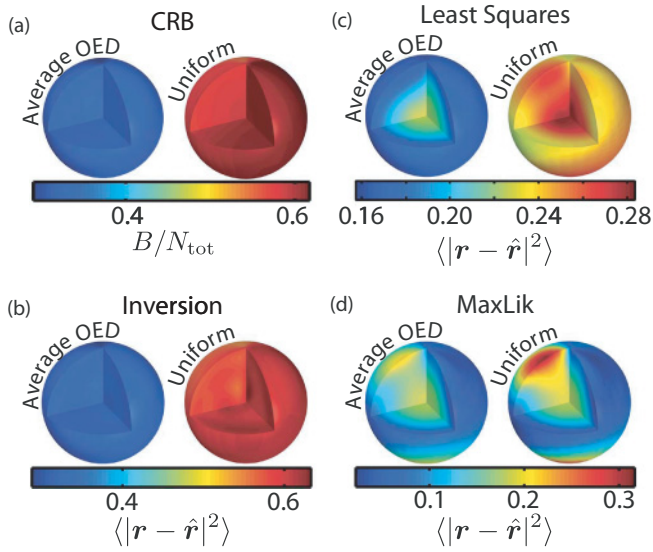 (a) CRB
Average OED
Uniform
0.4 0.6
B/N_tot
(c) Least Squares
Average OED
Uniform
0.16 0.20 0.24 0.28
⟨|r − r̂|²⟩
(b) Inversion
Average OED
Uniform
0.4 0.6
⟨|r − r̂|²⟩
(d) MaxLik
Average OED
Uniform
0.1 0.2 0.3
⟨|r − r̂|²⟩